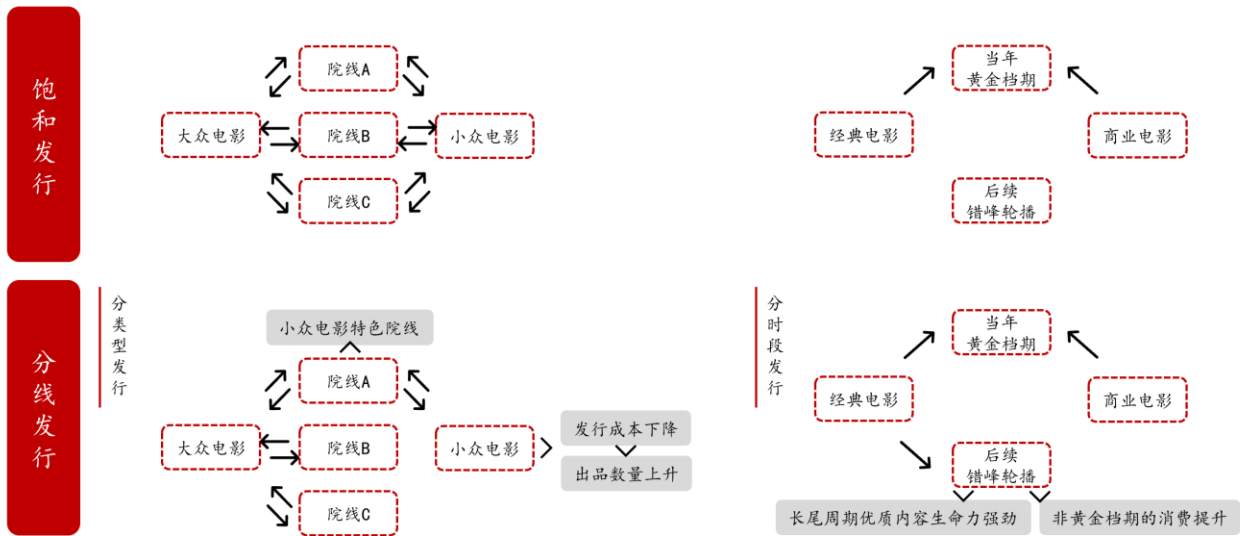 饱和发行
院线A
大众电影
院线B
小众电影
院线C
当年
黄金档期
经典电影
商业电影
后续
错峰轮播
分线发行
分类型发行
小众电影特色院线
院线A
大众电影
院线B
小众电影
院线C
发行成本下降
出品数量上升
分时段发行
当年
黄金档期
经典电影
商业电影
后续
错峰轮播
长尾周期优质内容生命力强劲
非黄金档期的消费提升